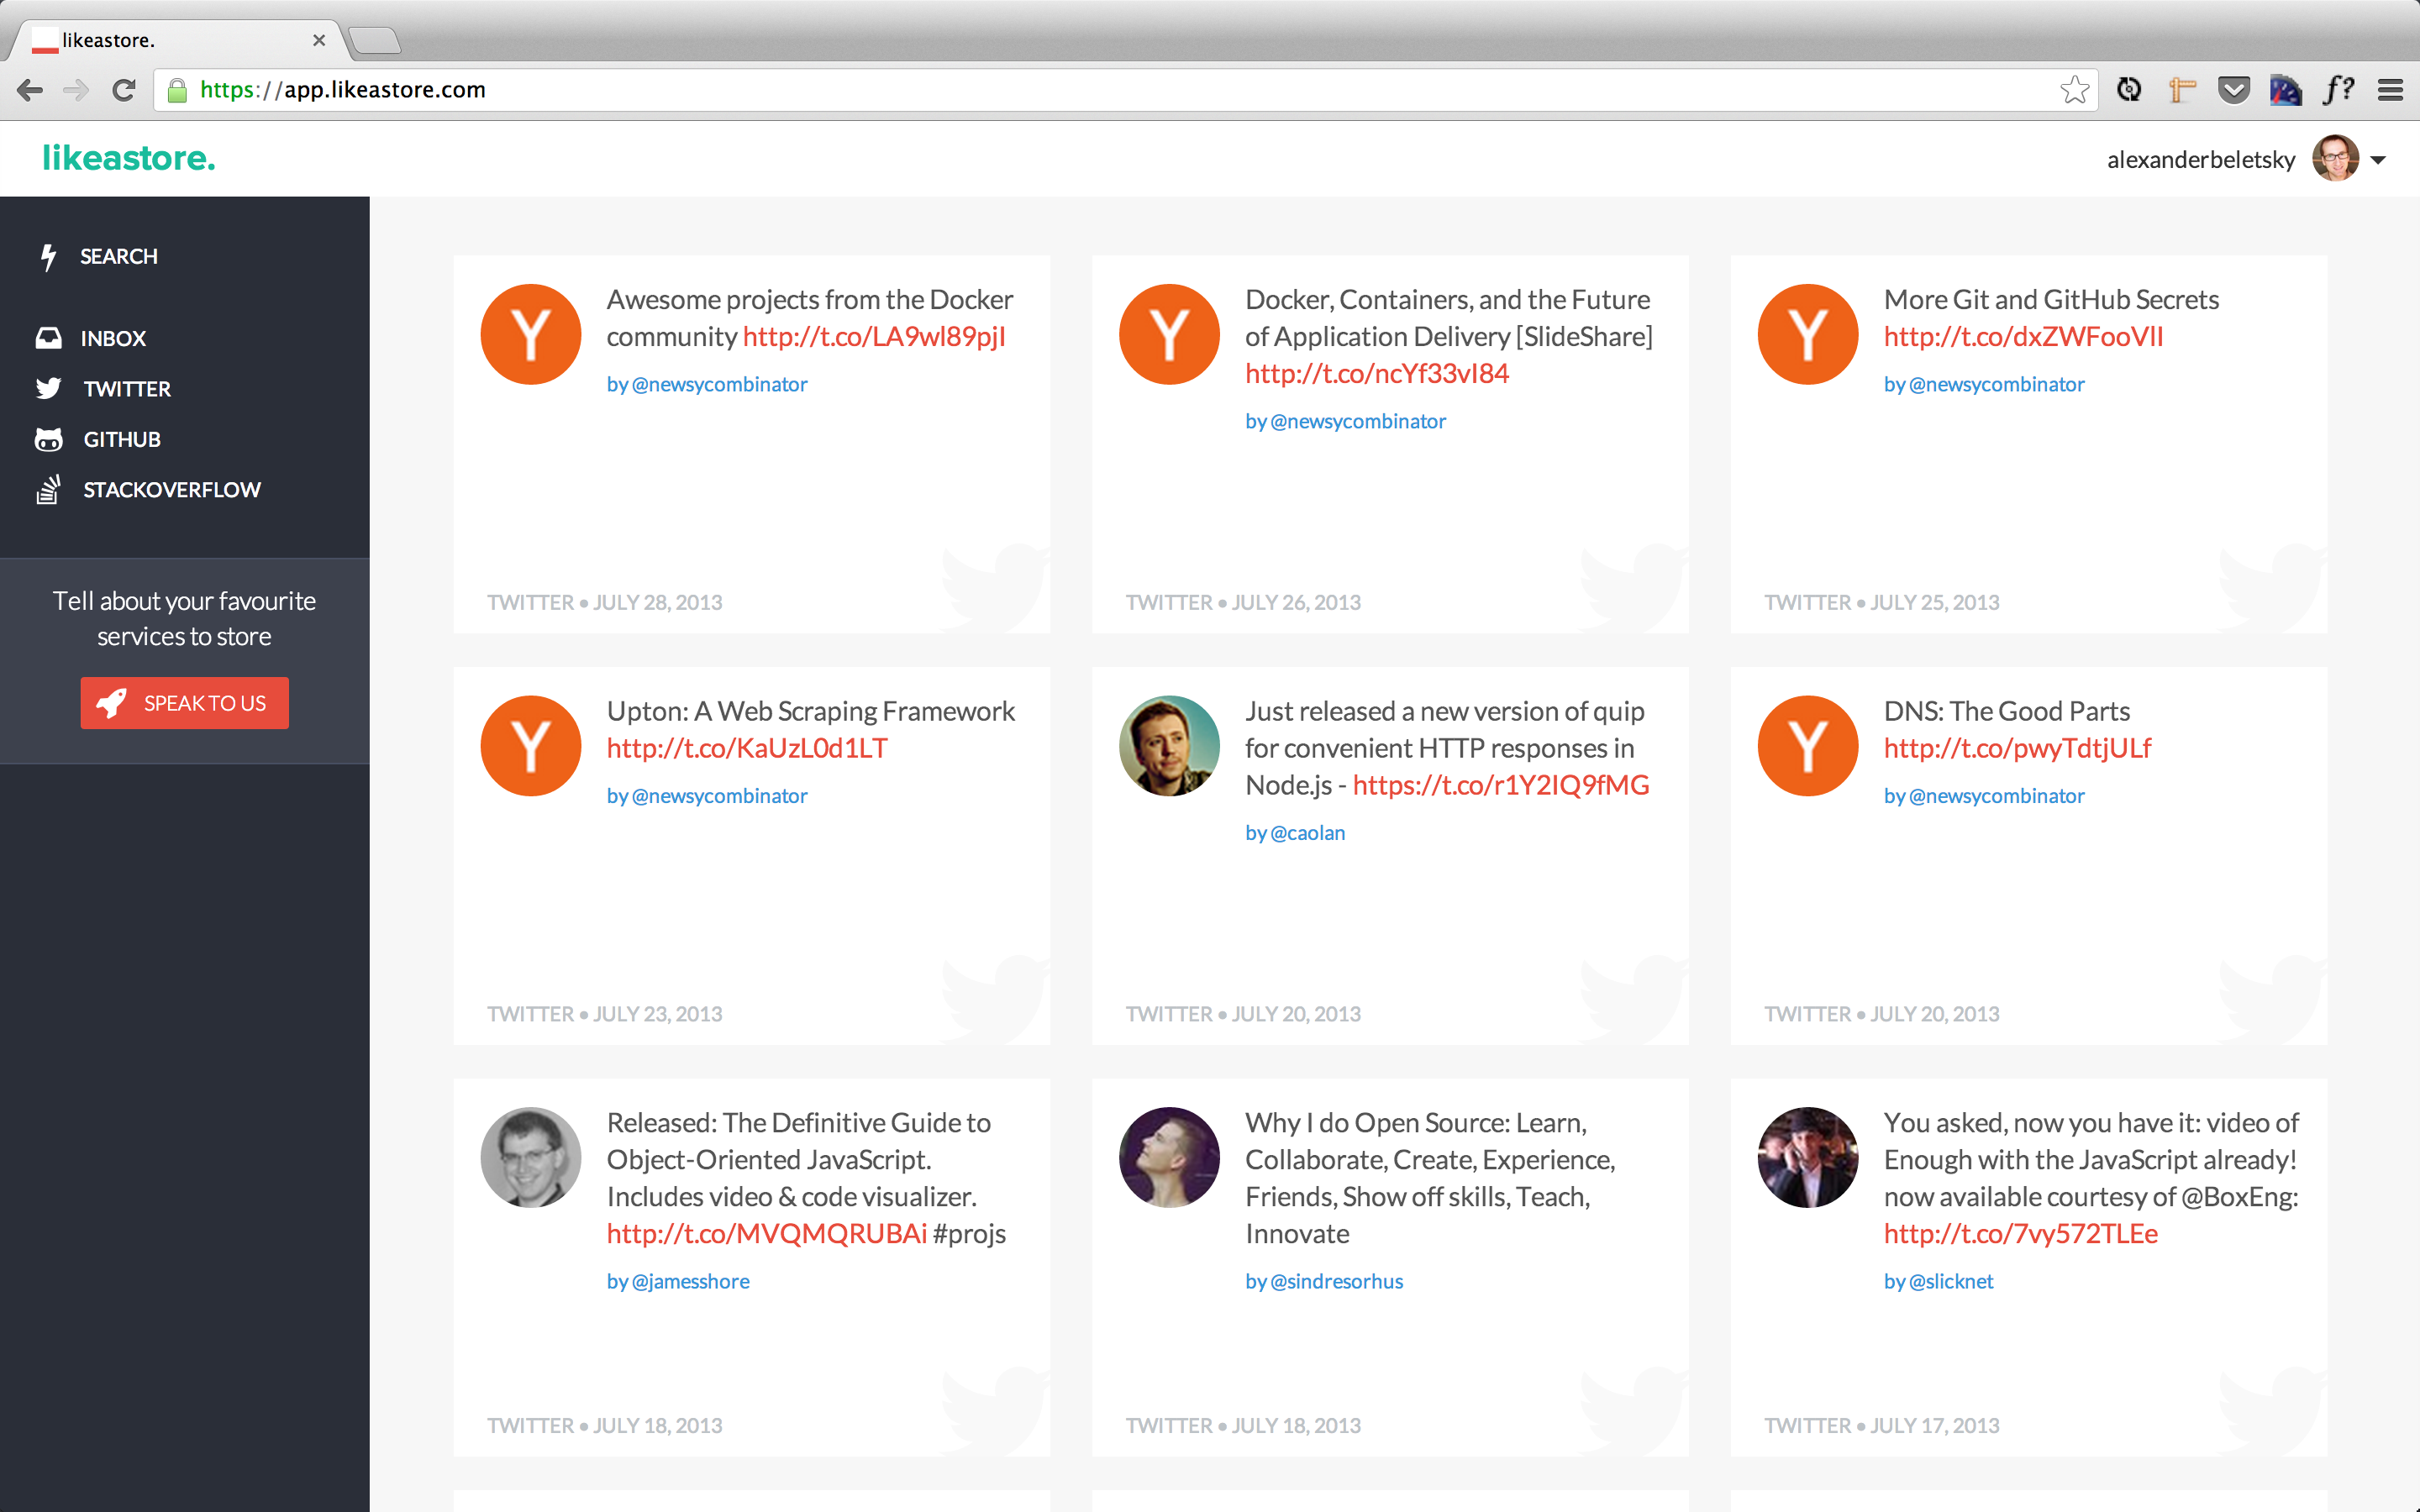 likeastore.
https://app.likeastore.com
f?
likeastore.
alexanderbeletsky
SEARCH
INBOX
TWITTER
GITHUB
STACKOVERFLOW
Tell about your favourite
services to store
SPEAK TO US
Y
Awesome projects from the Docker
community http://t.co/LA9wl89pjI
by @newsycombinator
TWITTER • JULY 28, 2013
Y
Docker, Containers, and the Future
of Application Delivery [SlideShare]
http://t.co/ncYf33vI84
by @newsycombinator
TWITTER • JULY 26, 2013
Y
More Git and GitHub Secrets
http://t.co/dxZWFooVlI
by @newsycombinator
TWITTER • JULY 25, 2013
Y
Upton: A Web Scraping Framework
http://t.co/KaUzL0d1LT
by @newsycombinator
TWITTER • JULY 23, 2013
Just released a new version of quip
for convenient HTTP responses in
Node.js - https://t.co/r1Y2IQ9fMG
by @caolan
TWITTER • JULY 20, 2013
Y
DNS: The Good Parts
http://t.co/pwyTdtjULf
by @newsycombinator
TWITTER • JULY 20, 2013
Released: The Definitive Guide to
Object-Oriented JavaScript.
Includes video & code visualizer.
http://t.co/MVQMQRUBAi #projs
by @jamesshore
TWITTER • JULY 18, 2013
Why I do Open Source: Learn,
Collaborate, Create, Experience,
Friends, Show off skills, Teach,
Innovate
by @sindresorhus
TWITTER • JULY 18, 2013
You asked, now you have it: video of
Enough with the JavaScript already!
now available courtesy of @BoxEng:
http://t.co/7vy572TLEe
by @slicknet
TWITTER • JULY 17, 2013